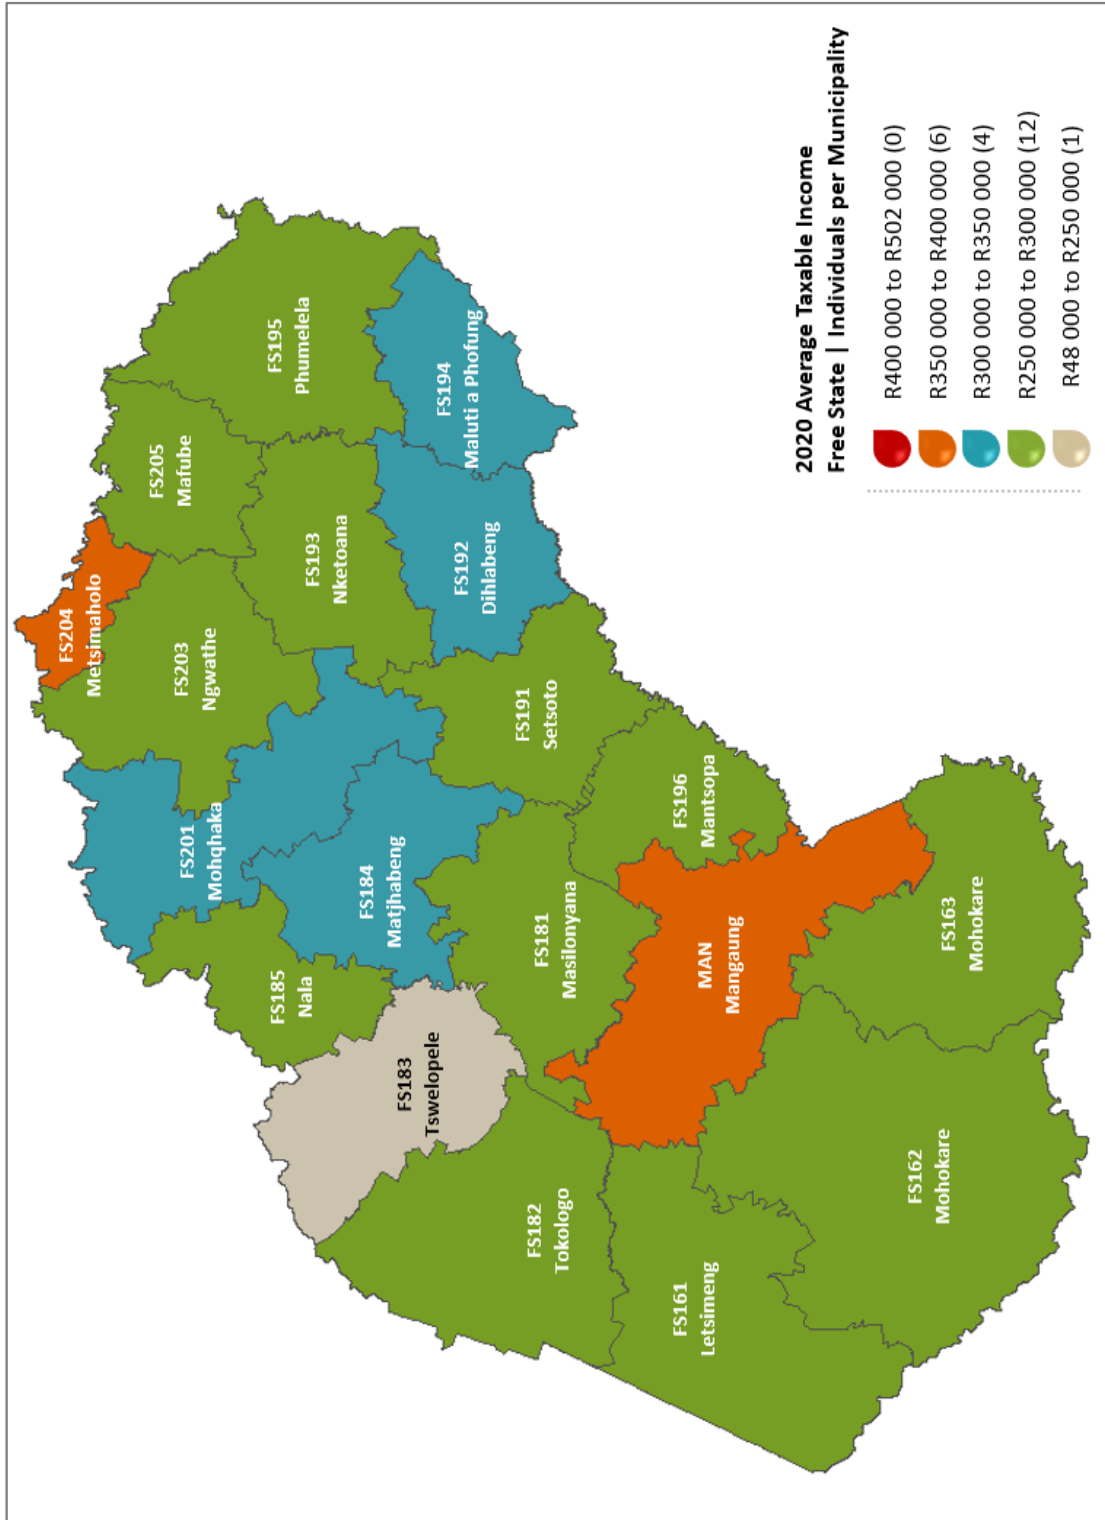 FS204
Metsimaholo
FS205
Mafube
FS195
Phumelela
FS203
Ngwathe
FS193
Nketoana
FS201
Mohqhaka
FS194
Maluti a Phofung
FS192
Dihlabeng
FS185
Nala
FS184
Matjhabeng
FS191
Setsoto
FS183
Tswelopele
FS181
Masilonyana
FS196
Mantsopa
FS182
Tokologo
MAN
Mangaung
FS161
Letsimeng
FS162
Mohokare
FS163
Mohokare
2020 Average Taxable Income
Free State | Individuals per Municipality
R400 000 to R502 000 (0)
R350 000 to R400 000 (6)
R300 000 to R350 000 (4)
R250 000 to R300 000 (12)
R48 000 to R250 000 (1)